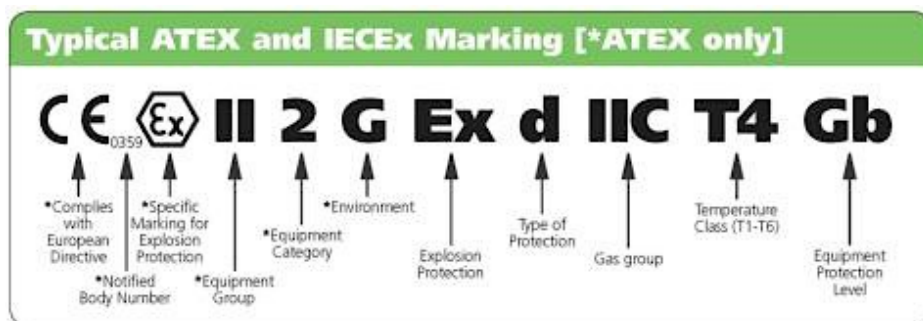 Typical ATEX and IECEx Marking [*ATEX only]
CE 0359 Ex II 2 G Ex d IIC T4 Gb
*Complies
with
European
Directive
*Notified
Body Number
*Specific
Marking for
Explosion
Protection
*Equipment
Group
*Equipment
Category
*Environment
Explosion
Protection
Type of
Protection
Gas group
Temperature
Class (T1-T6)
Equipment
Protection
Level